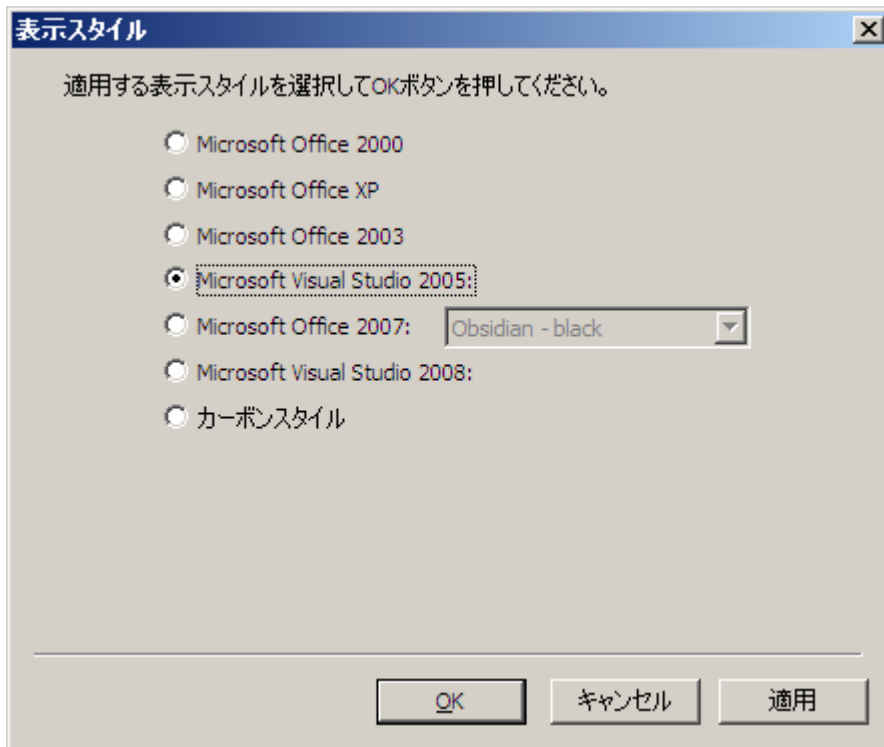 表示スタイル
適用する表示スタイルを選択してOKボタンを押してください。
Microsoft Office 2000
Microsoft Office XP
Microsoft Office 2003
Microsoft Visual Studio 2005:
Microsoft Office 2007: Obsidian - black
Microsoft Visual Studio 2008:
カーボンスタイル
OK キャンセル 適用